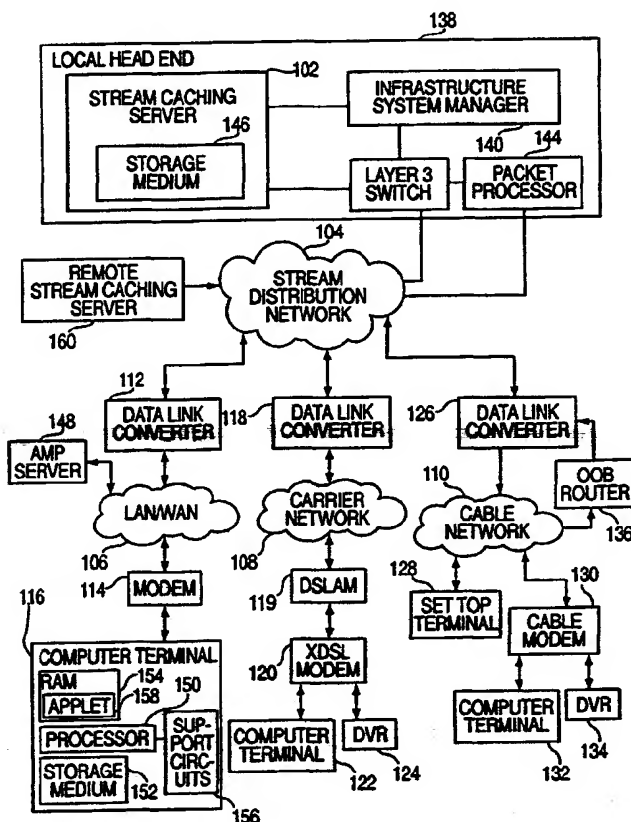 138
LOCAL HEAD END
102
STREAM CACHING
SERVER
146
STORAGE
MEDIUM
INFRASTRUCTURE
SYSTEM MANAGER
140
144
LAYER 3
SWITCH
PACKET
PROCESSOR
104
STREAM
DISTRIBUTION
NETWORK
REMOTE
STREAM CACHING
SERVER
160
112
DATA LINK
CONVERTER
118
DATA LINK
CONVERTER
126
DATA LINK
CONVERTER
148
AMP
SERVER
LAN/WAN
106
CARRIER
NETWORK
108
110
CABLE
NETWORK
OOB
ROUTER
136
114
MODEM
119
DSLAM
128
SET TOP
TERMINAL
130
CABLE
MODEM
116
COMPUTER TERMINAL
RAM
154
APPLET
158
150
PROCESSOR
STORAGE
MEDIUM
152
SUP-
PORT
CIRC-
UITS
156
120
XDSL
MODEM
COMPUTER
TERMINAL
122
DVR
124
COMPUTER
TERMINAL
132
DVR
134